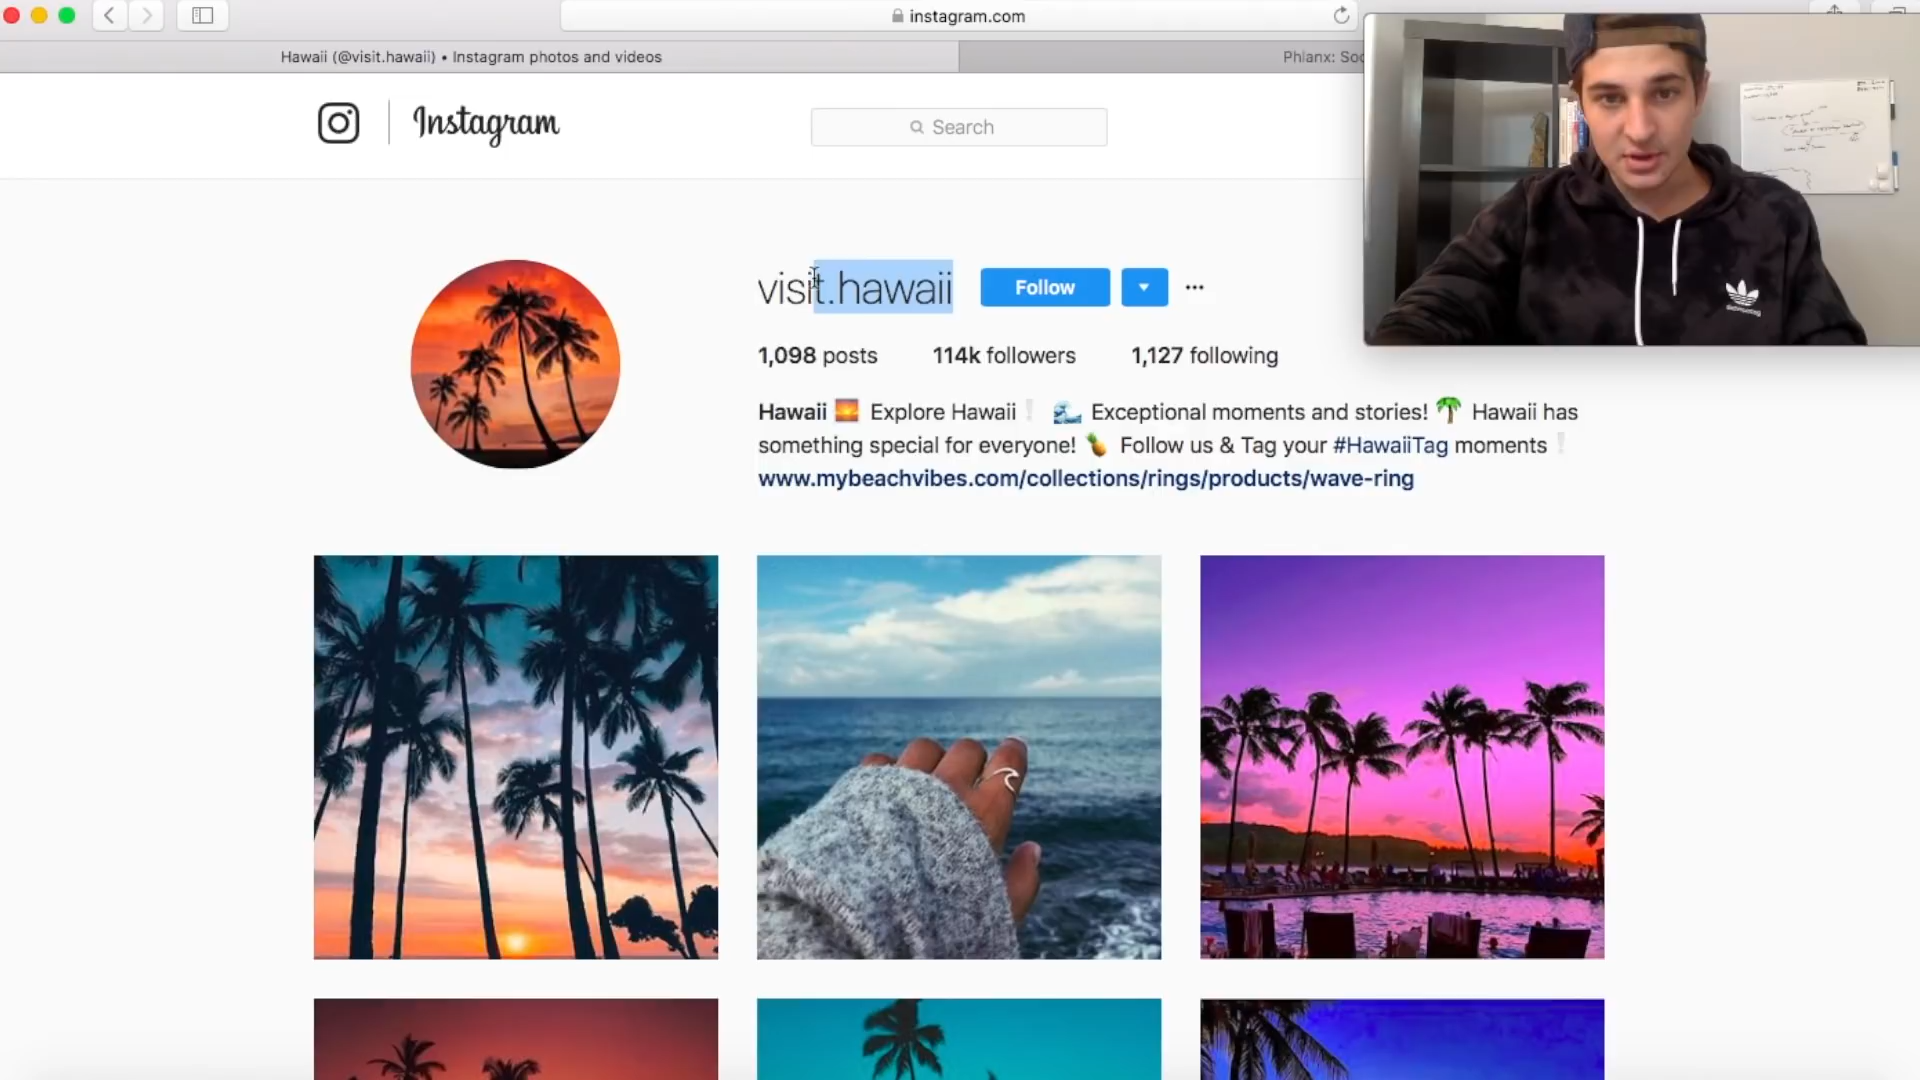 instagram.com
Hawaii (@visit.hawaii) • Instagram photos and videos
Phlanx: Soc
Instagram
Search
visit.hawaii
Follow
1,098 posts 114k followers 1,127 following
Hawaii 🌅 Explore Hawaii❕ 🌊 Exceptional moments and stories! 🌴 Hawaii has
something special for everyone! 🍍 Follow us & Tag your #HawaiiTag moments❕
www.mybeachvibes.com/collections/rings/products/wave-ring